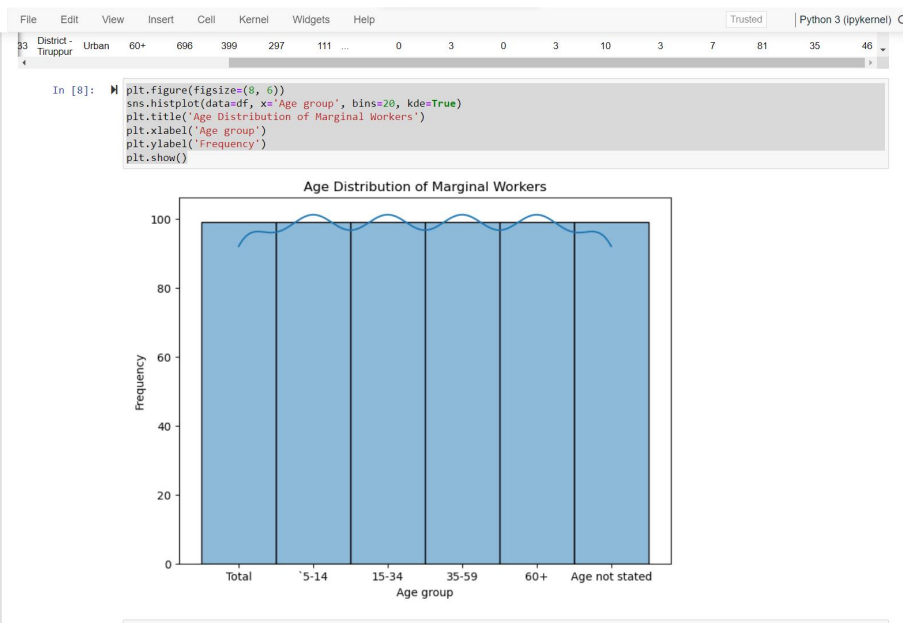 File Edit View Insert Cell Kernel Widgets Help Trusted Python 3 (ipykernel)
33 District - Tiruppur Urban 60+ 696 399 297 111 ... 0 3 0 3 10 3 7 81 35 46
In [8]:
plt.figure(figsize=(8, 6))
sns.histplot(data=df, x='Age group', bins=20, kde=True)
plt.title('Age Distribution of Marginal Workers')
plt.xlabel('Age group')
plt.ylabel('Frequency')
plt.show()
Age Distribution of Marginal Workers
100
80
60
40
20
0
Frequency
Total `5-14 15-34 35-59 60+ Age not stated
Age group